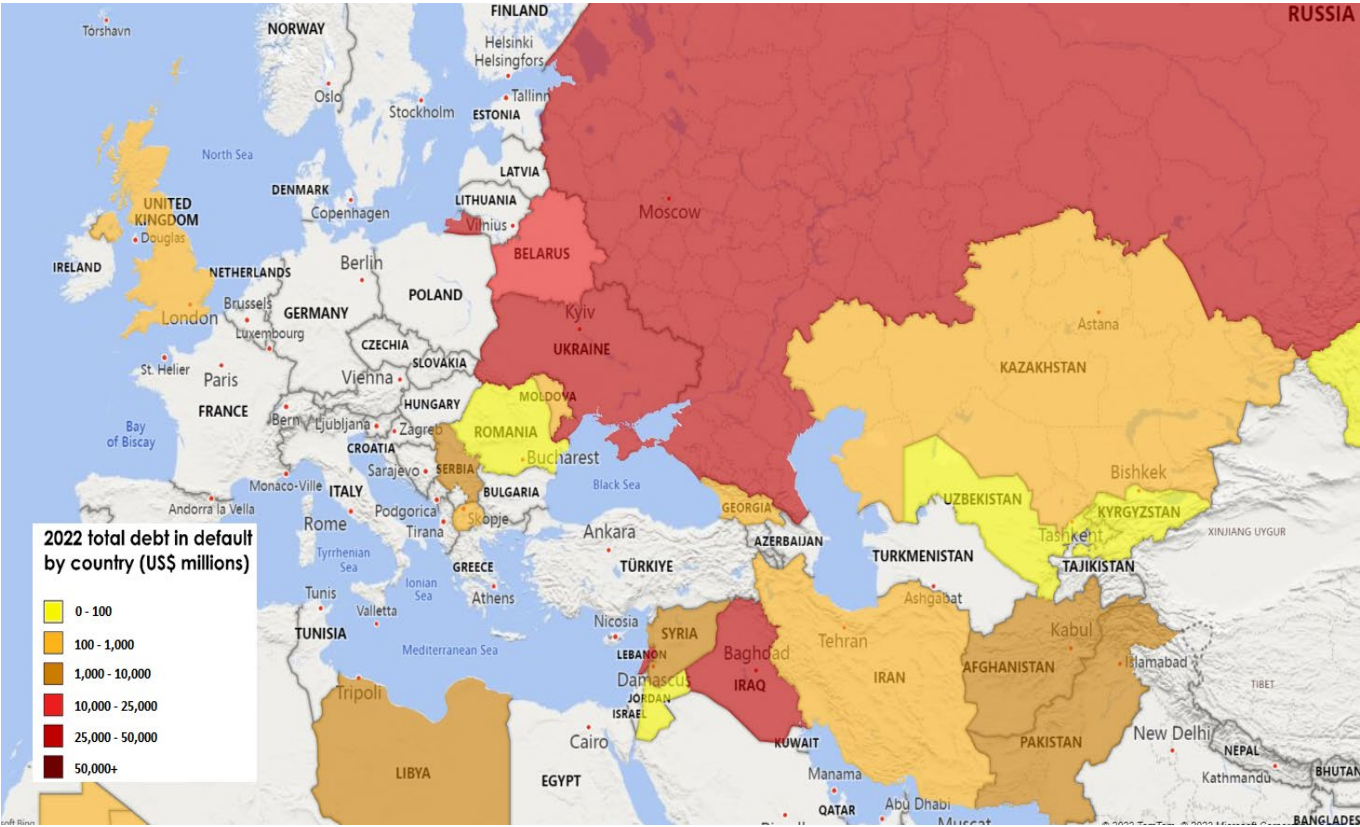 FINLAND
RUSSIA
Torshavn
NORWAY
Helsinki
Helsingfors
Oslo
Tallinn
Stockholm
ESTONIA
North Sea
LATVIA
DENMARK
LITHUANIA
UNITED
KINGDOM
Copenhagen
Moscow
Vilnius
Douglas
BELARUS
IRELAND
NETHERLANDS
Berlin
POLAND
Brussels
GERMANY
Kyiv
London
Luxembourg
Astana
CZECHIA
UKRAINE
SLOVAKIA
St. Helier
Paris
Vienna
KAZAKHSTAN
MOLDOVA
FRANCE
HUNGARY
Bern
Ljubljana
Zagreb
ROMANIA
Bay
of Biscay
CROATIA
Bucharest
Sarajevo
SERBIA
Bishkek
Monaco-Ville
ITALY
Black Sea
BULGARIA
UZBEKISTAN
Andorra la Vella
Podgorica
GEORGIA
KYRGYZSTAN
Rome
Tirana
Skopje
Ankara
Tashkent
XINJIANG UYGUR
2022 total debt in default
by country (US$ millions)
AZERBAIJAN
Tyrrhenian
Sea
TURKMENISTAN
TAJIKISTAN
GREECE
TÜRKIYE
Ionian
Sea
Athens
Ashgabat
0 - 100
Tunis
Valletta
Nicosia
TUNISIA
SYRIA
Kabul
100 - 1,000
Mediterranean Sea
LEBANON
Baghdad
Tehran
Islamabad
1,000 - 10,000
Damascus
IRAQ
IRAN
AFGHANISTAN
TIBET
Tripoli
JORDAN
10,000 - 25,000
ISRAEL
25,000 - 50,000
Cairo
KUWAIT
PAKISTAN
New Delhi
NEPAL
50,000+
LIBYA
EGYPT
Manama
Kathmandu
BHUTAN
QATAR
Abu Dhabi
Muscat
© 2022 TomTom, © 2022 Microsoft
BANGLADES